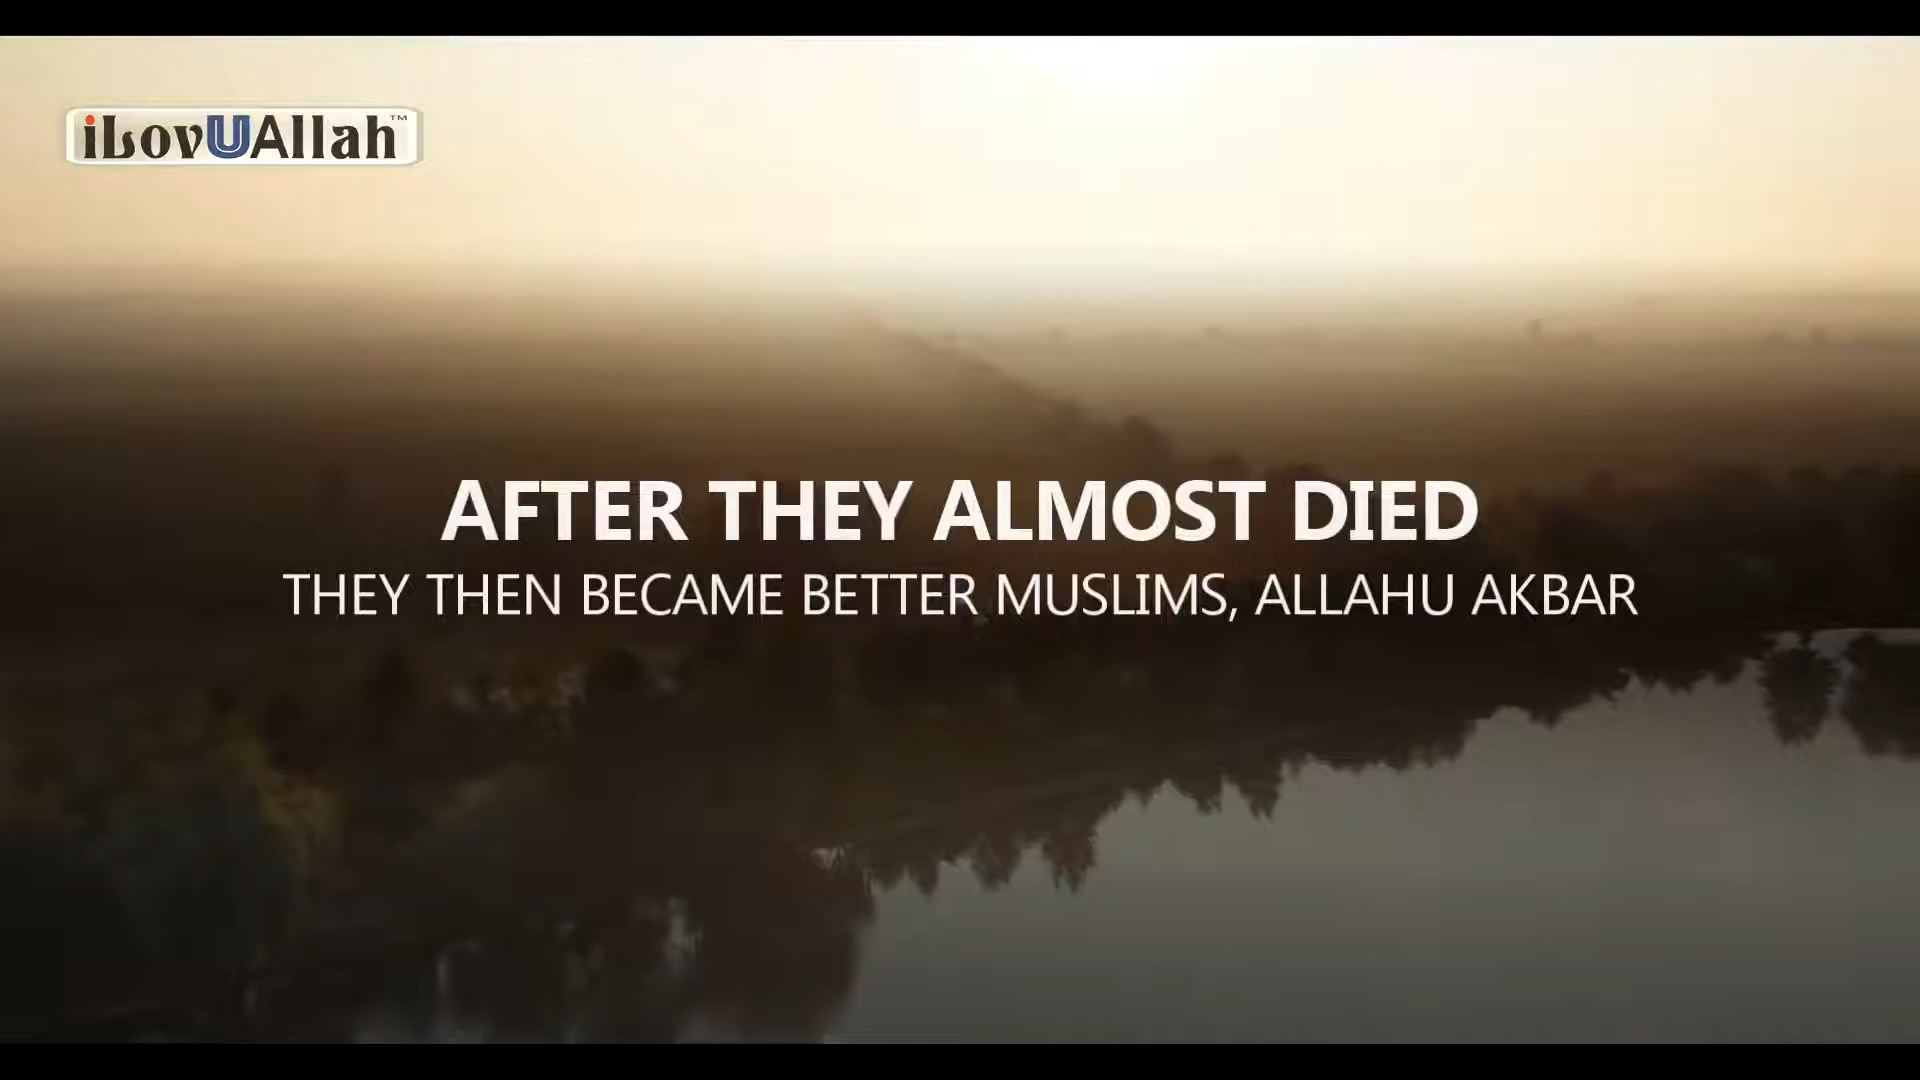 iLovUAllah™
AFTER THEY ALMOST DIED
THEY THEN BECAME BETTER MUSLIMS, ALLAHU AKBAR